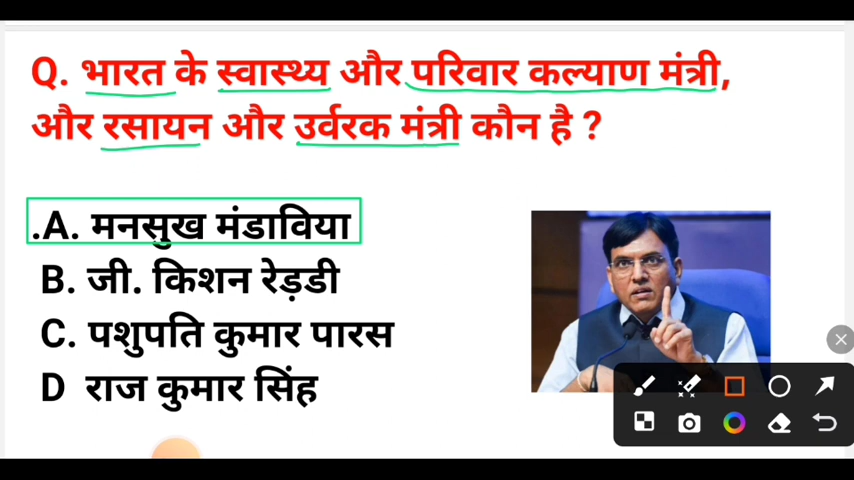 Q. भारत के स्वास्थ्य और परिवार कल्याण मंत्री,
और रसायन और उर्वरक मंत्री कौन है ?
.A. मनसुख मंडाविया
B. जी. किशन रेड़डी
C. पशुपति कुमार पारस
D राज कुमार सिंह